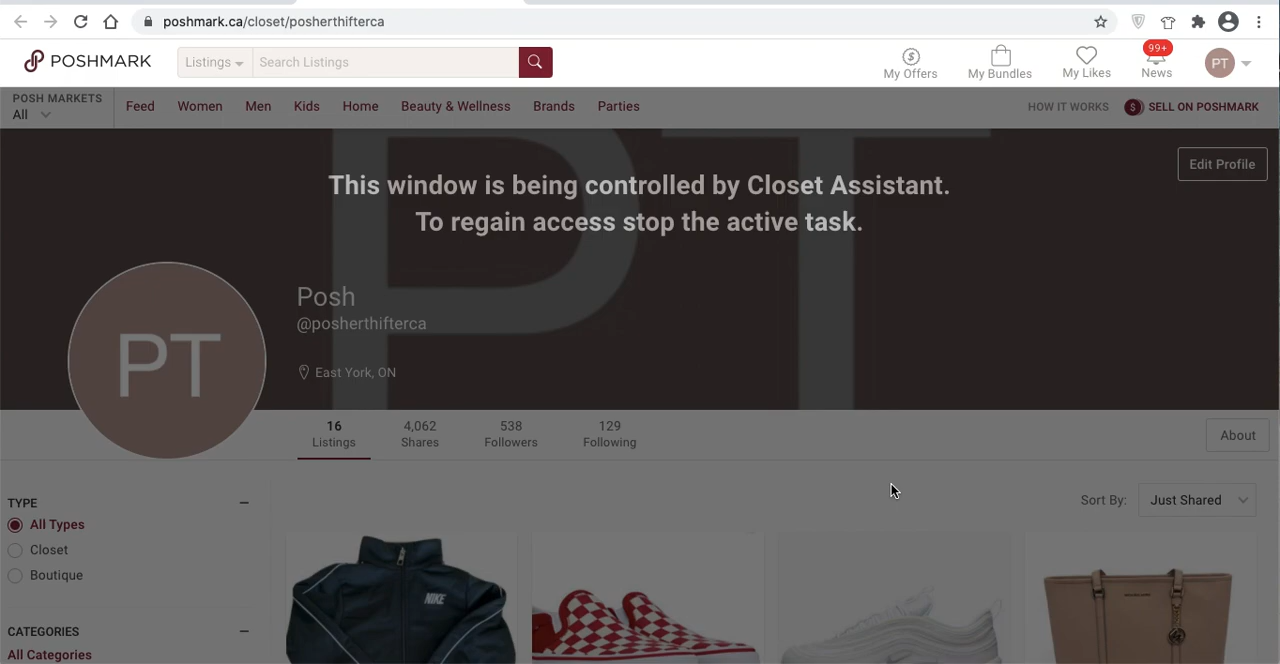 poshmark.ca/closet/posherthifterca
POSHMARK
Listings
Search Listings
My Offers
My Bundles
My Likes
99+
News
PT
POSH MARKETS
All
Feed
Women
Men
Kids
Home
Beauty & Wellness
Brands
Parties
HOW IT WORKS
$ SELL ON POSHMARK
Edit Profile
This window is being controlled by Closet Assistant.
To regain access stop the active task.
PT
PT
Posh
@posherthifterca
East York, ON
16
Listings
4,062
Shares
538
Followers
129
Following
About
TYPE
All Types
Closet
Boutique
CATEGORIES
All Categories
Sort By:
Just Shared
NIKE